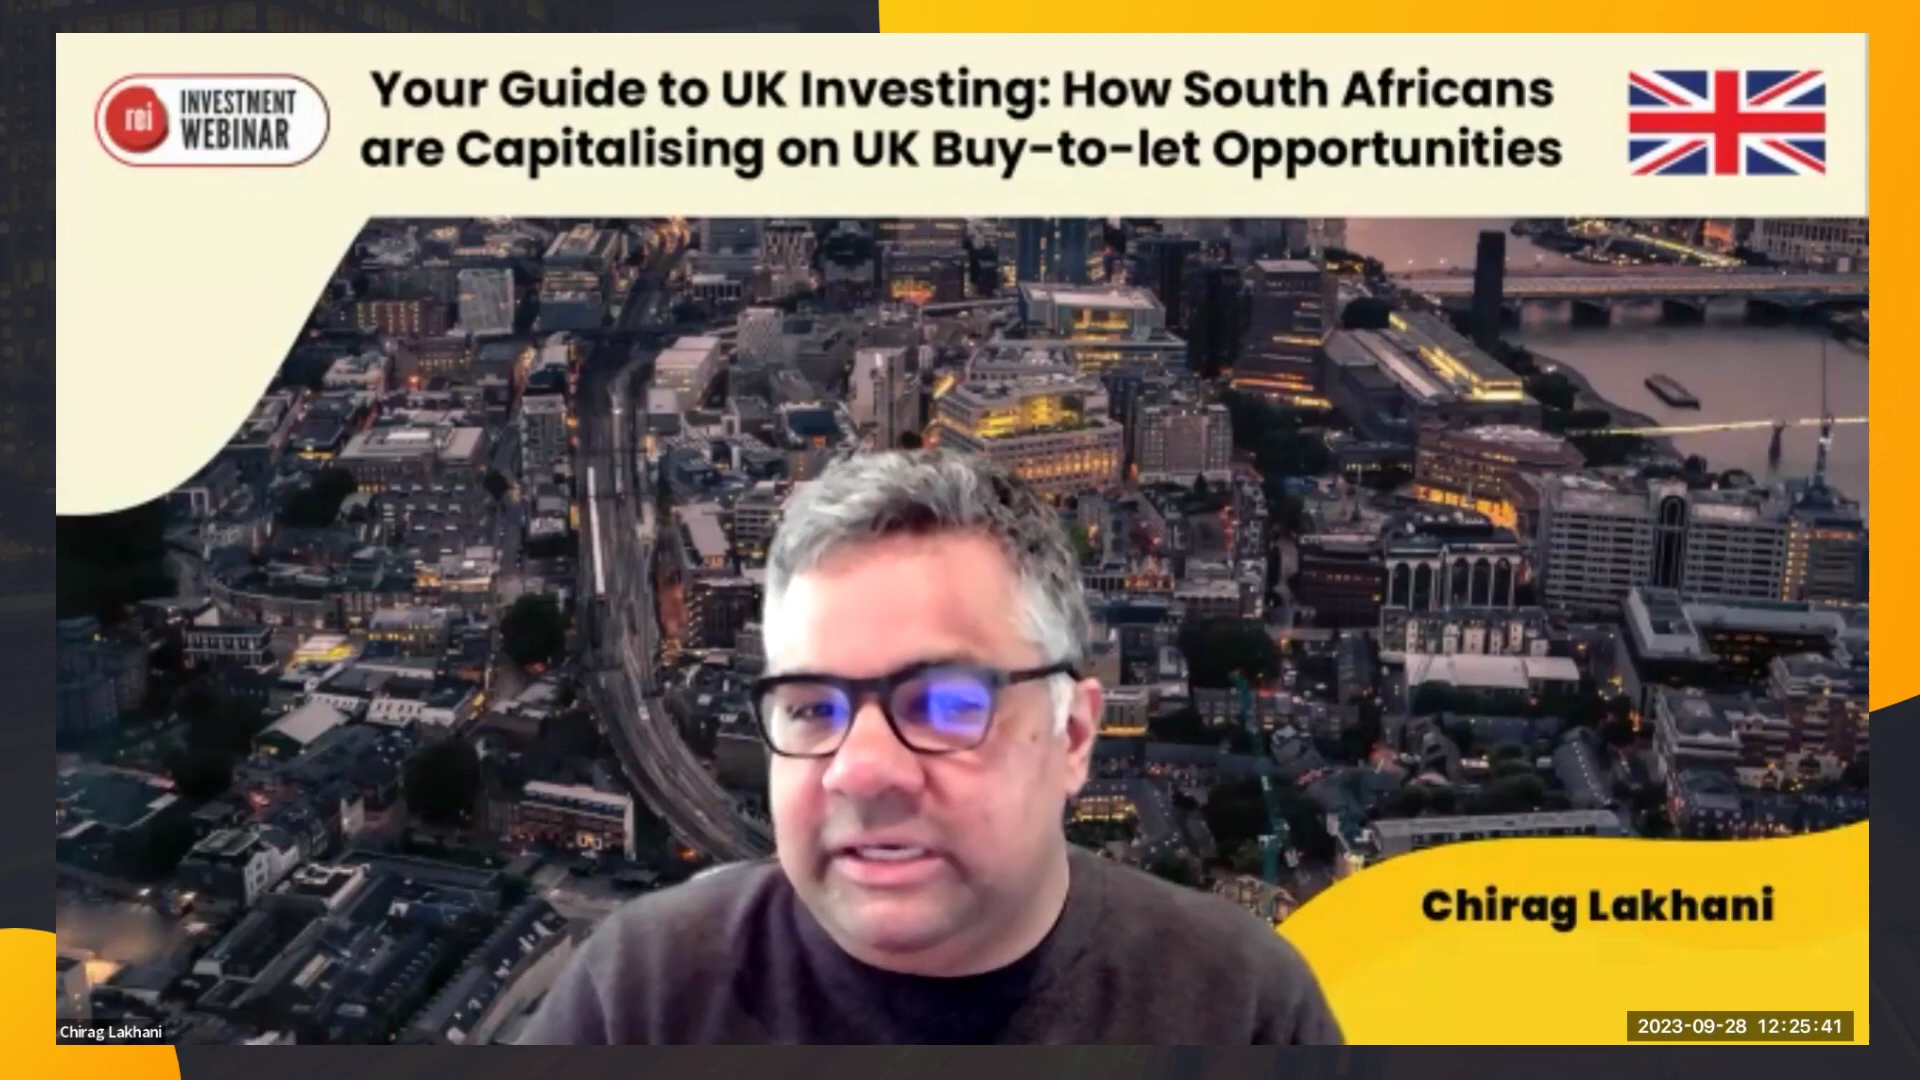 rei
INVESTMENT
WEBINAR
Your Guide to UK Investing: How South Africans
are Capitalising on UK Buy-to-let Opportunities
Chirag Lakhani
Chirag Lakhani
2023-09-28 12:25:41